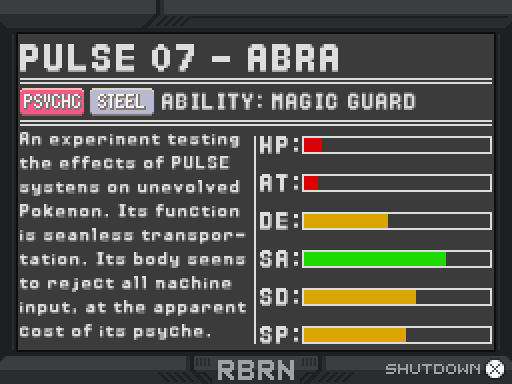 PULSE 07 - ABRA
PSYCHC STEEL ABILITY: MAGIC GUARD
An experiment testing
the effects of PULSE
systems on unevolved
Pokemon. Its function
is seamless transpor-
tation. Its body seems
to reject all machine
input, at the apparent
cost of its psyche.
HP:
AT:
DE:
SA:
SD:
SP:
RBRN
SHUTDOWN